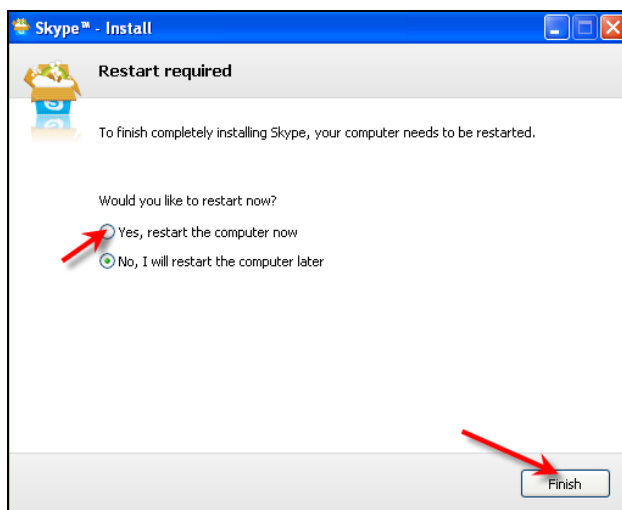 Skype™ - Install
Restart required
To finish completely installing Skype, your computer needs to be restarted.
Would you like to restart now?
Yes, restart the computer now
No, I will restart the computer later
Finish